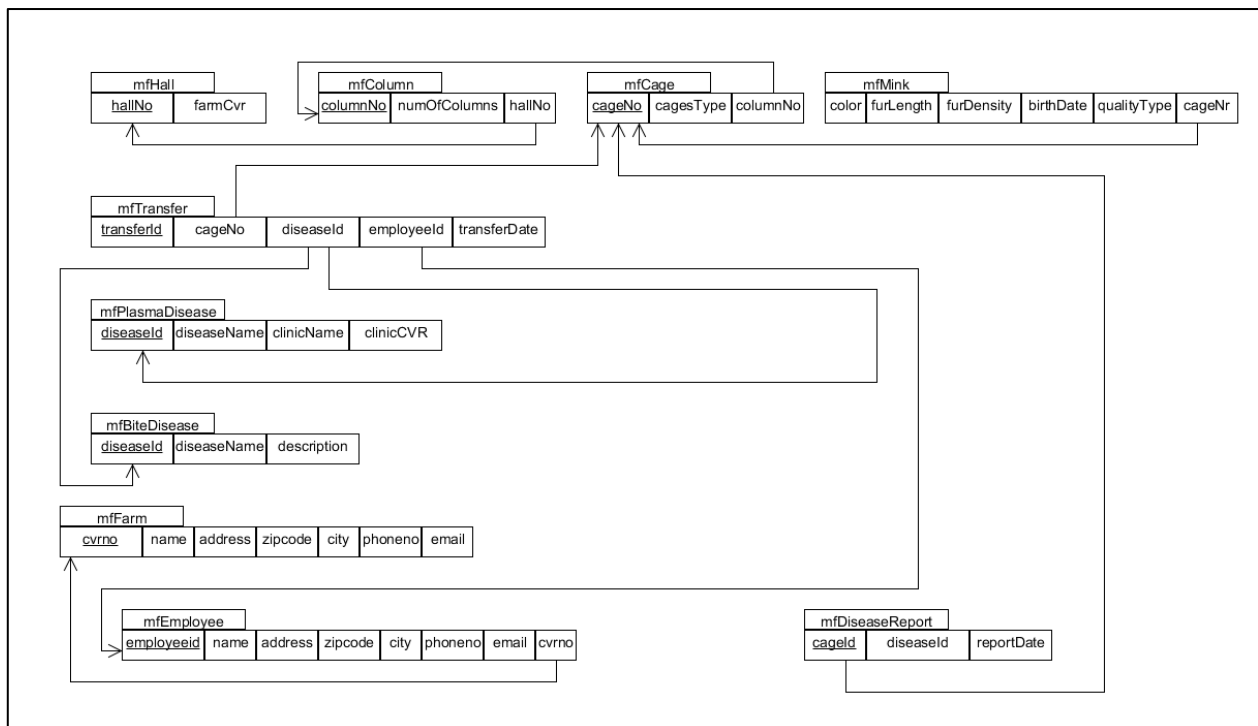 mfHall mfColumn mfCage mfMink
hallNo farmCvr columnNo numOfColumns hallNo cageNo cagesType columnNo color furLength furDensity birthDate qualityType cageNr
mfTransfer
transferId cageNo diseaseId employeeId transferDate
mfPlasmaDisease
diseaseId diseaseName clinicName clinicCVR
mfBiteDisease
diseaseId diseaseName description
mfFarm
cvrno name address zipcode city phoneno email
mfEmployee mfDiseaseReport
employeeid name address zipcode city phoneno email cvrno cageId diseaseId reportDate